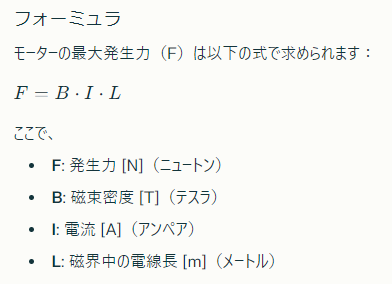 フォーミュラ
モーターの最大発生力（F）は以下の式で求められます：
F = B · I · L
ここで、
• F: 発生力 [N]（ニュートン）
• B: 磁束密度 [T]（テスラ）
• I: 電流 [A]（アンペア）
• L: 磁界中の電線長 [m]（メートル）